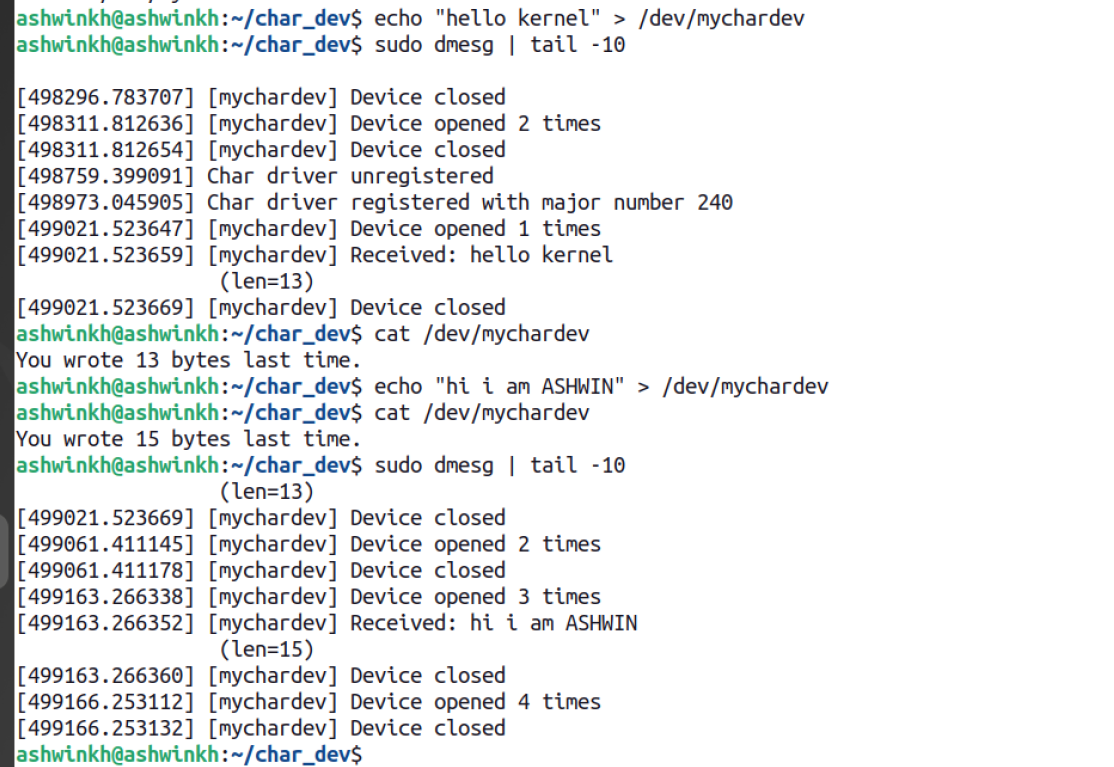 ashwinkh@ashwinkh:~/char_dev$ echo "hello kernel" > /dev/mychardev
ashwinkh@ashwinkh:~/char_dev$ sudo dmesg | tail -10
[498296.783707] [mychardev] Device closed
[498311.812636] [mychardev] Device opened 2 times
[498311.812654] [mychardev] Device closed
[498759.399091] Char driver unregistered
[498973.045905] Char driver registered with major number 240
[499021.523647] [mychardev] Device opened 1 times
[499021.523659] [mychardev] Received: hello kernel
(len=13)
[499021.523669] [mychardev] Device closed
ashwinkh@ashwinkh:~/char_dev$ cat /dev/mychardev
You wrote 13 bytes last time.
ashwinkh@ashwinkh:~/char_dev$ echo "hi i am ASHWIN" > /dev/mychardev
ashwinkh@ashwinkh:~/char_dev$ cat /dev/mychardev
You wrote 15 bytes last time.
ashwinkh@ashwinkh:~/char_dev$ sudo dmesg | tail -10
(len=13)
[499021.523669] [mychardev] Device closed
[499061.411145] [mychardev] Device opened 2 times
[499061.411178] [mychardev] Device closed
[499163.266338] [mychardev] Device opened 3 times
[499163.266352] [mychardev] Received: hi i am ASHWIN
(len=15)
[499163.266360] [mychardev] Device closed
[499166.253112] [mychardev] Device opened 4 times
[499166.253132] [mychardev] Device closed
ashwinkh@ashwinkh:~/char_dev$